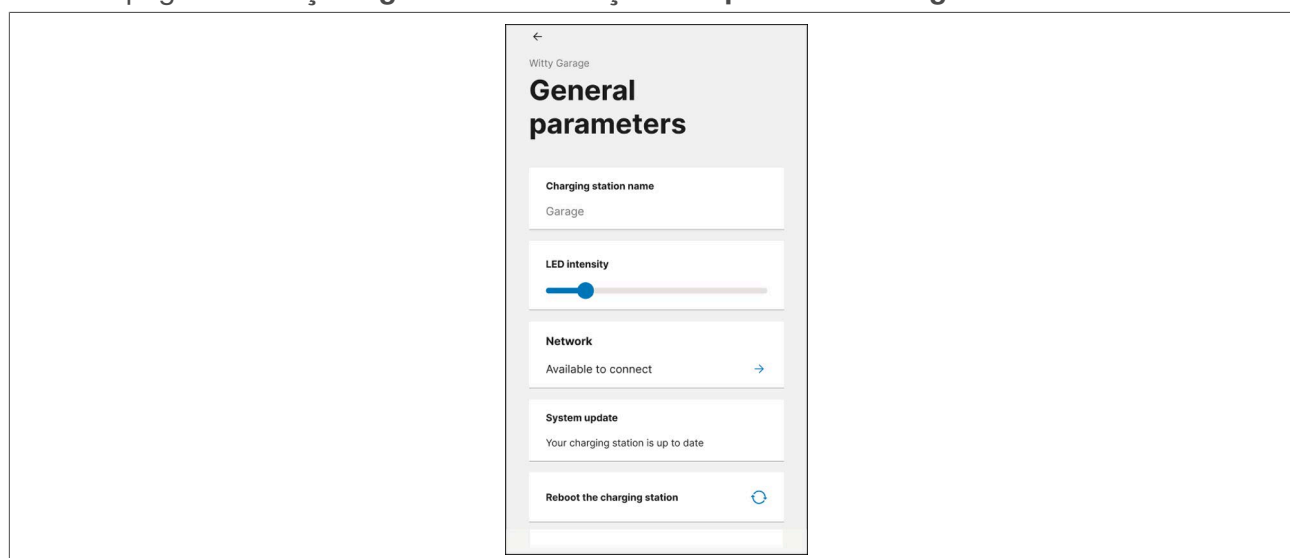 ←
Witty Garage
General
parameters
Charging station name
Garage
LED intensity
Network
Available to connect →
System update
Your charging station is up to date
Reboot the charging station